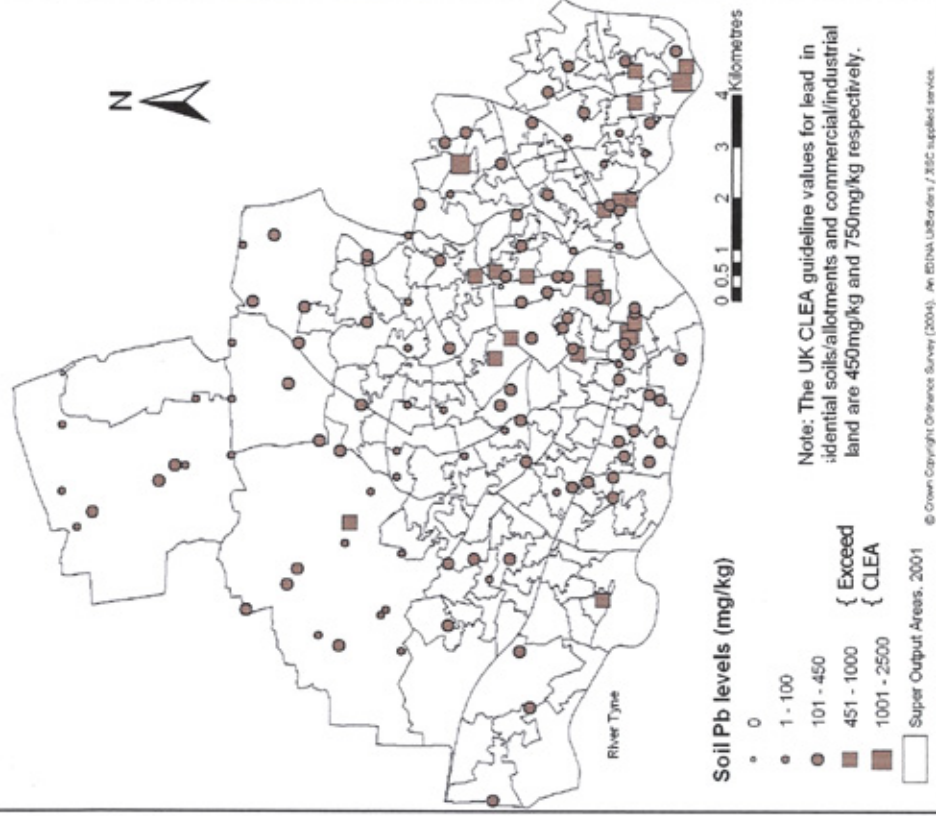 N
0 0.5 1 2 3 4
Kilometres
River Tyne
Note: The UK CLEA guideline values for lead in
sidential soils/allotments and commercial/industrial
land are 450mg/kg and 750mg/kg respectively.
Soil Pb levels (mg/kg)
0
1 - 100
101 - 450
451 - 1000 { Exceed
1001 - 2500 { CLEA
Super Output Areas, 2001
© Crown Copyright Ordnance Survey (2004). An EDINA UkBorders / JISC supplied service.